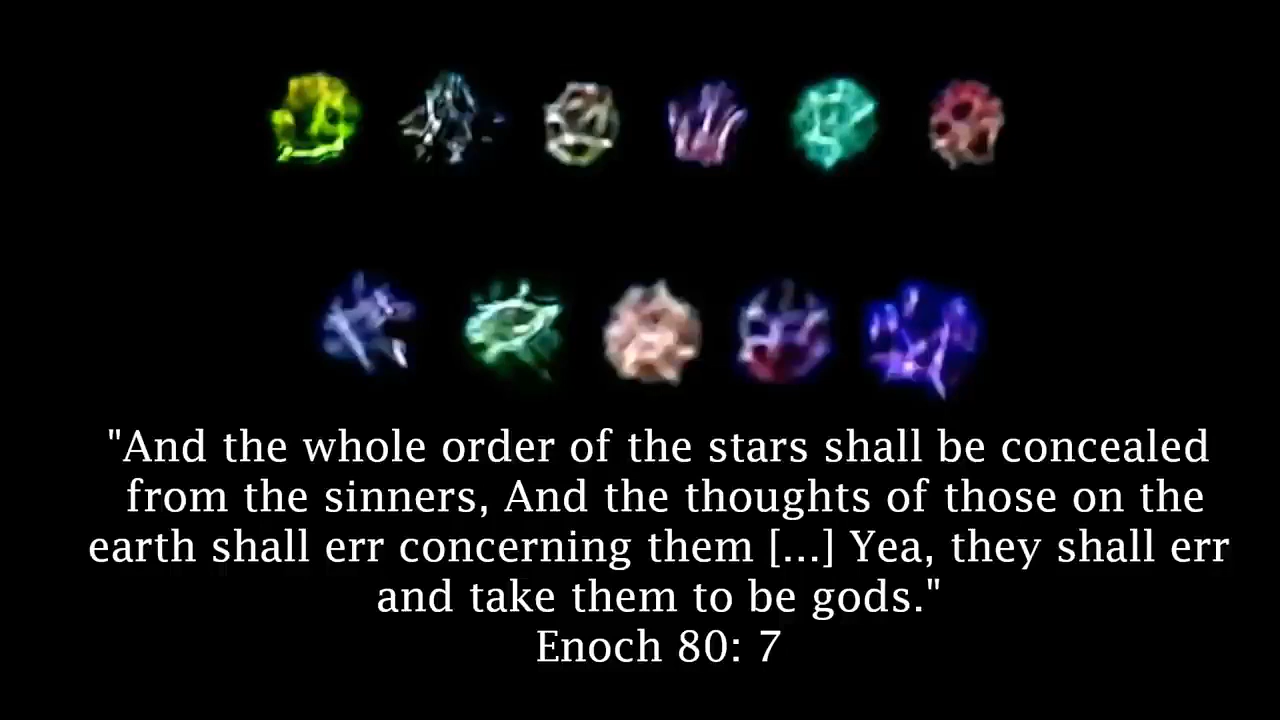 "And the whole order of the stars shall be concealed
from the sinners, And the thoughts of those on the
earth shall err concerning them [...] Yea, they shall err
and take them to be gods."
Enoch 80: 7